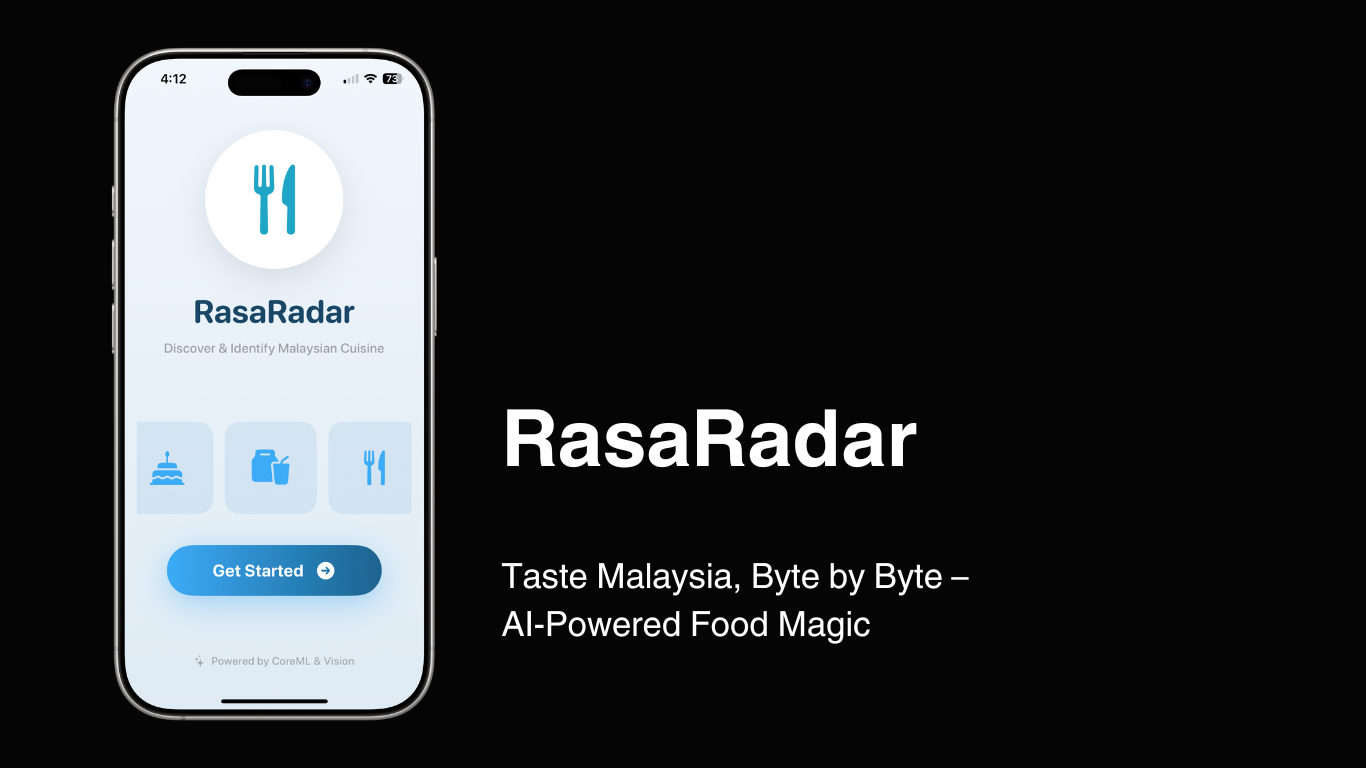 4:12
73
RasaRadar
Discover & Identify Malaysian Cuisine
Get Started
Powered by CoreML & Vision
RasaRadar
Taste Malaysia, Byte by Byte –
AI-Powered Food Magic